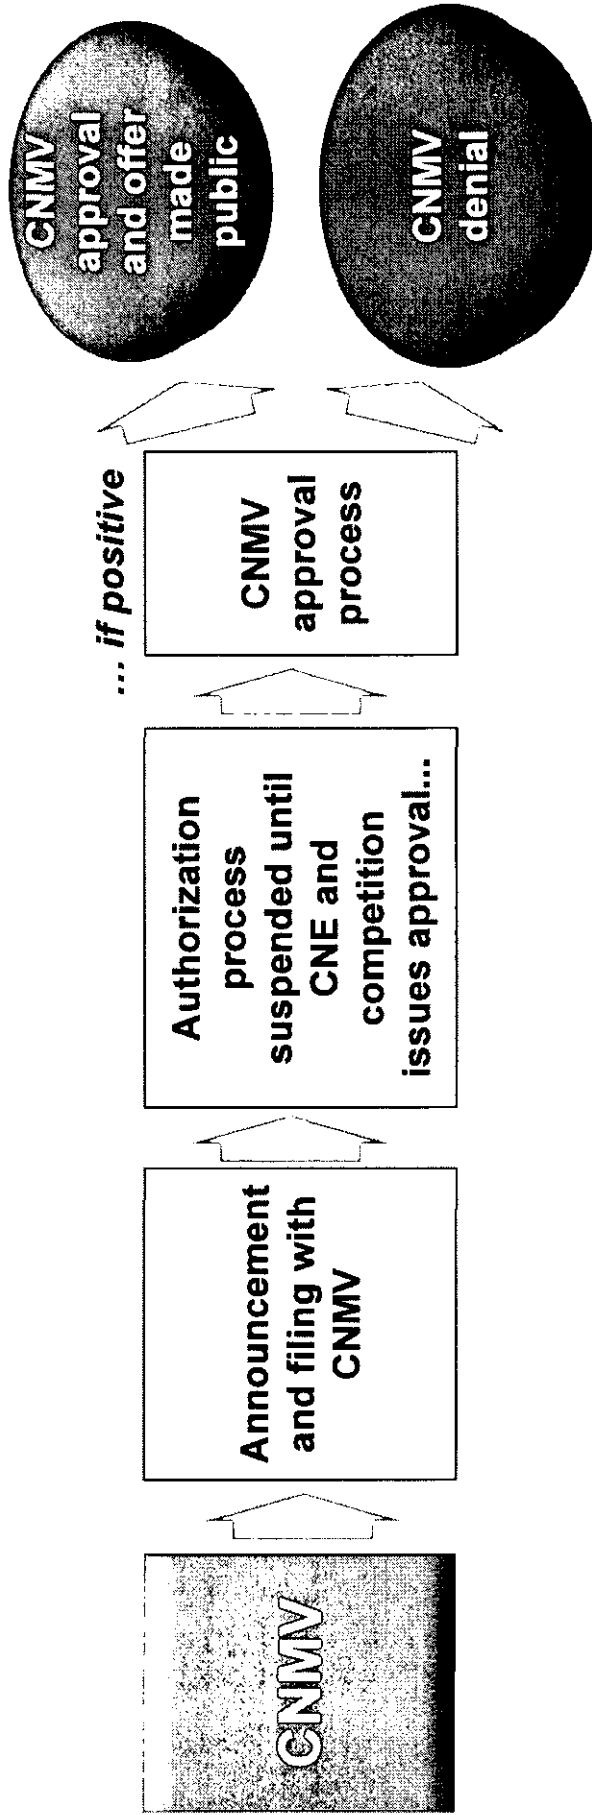 CNMV
Announcement
and filing with
CNMV
Authorization
process
suspended until
CNE and
competition
issues approval...
... if positive
CNMV
approval
process
CNMV
approval
and offer
made
public
CNMV
denial